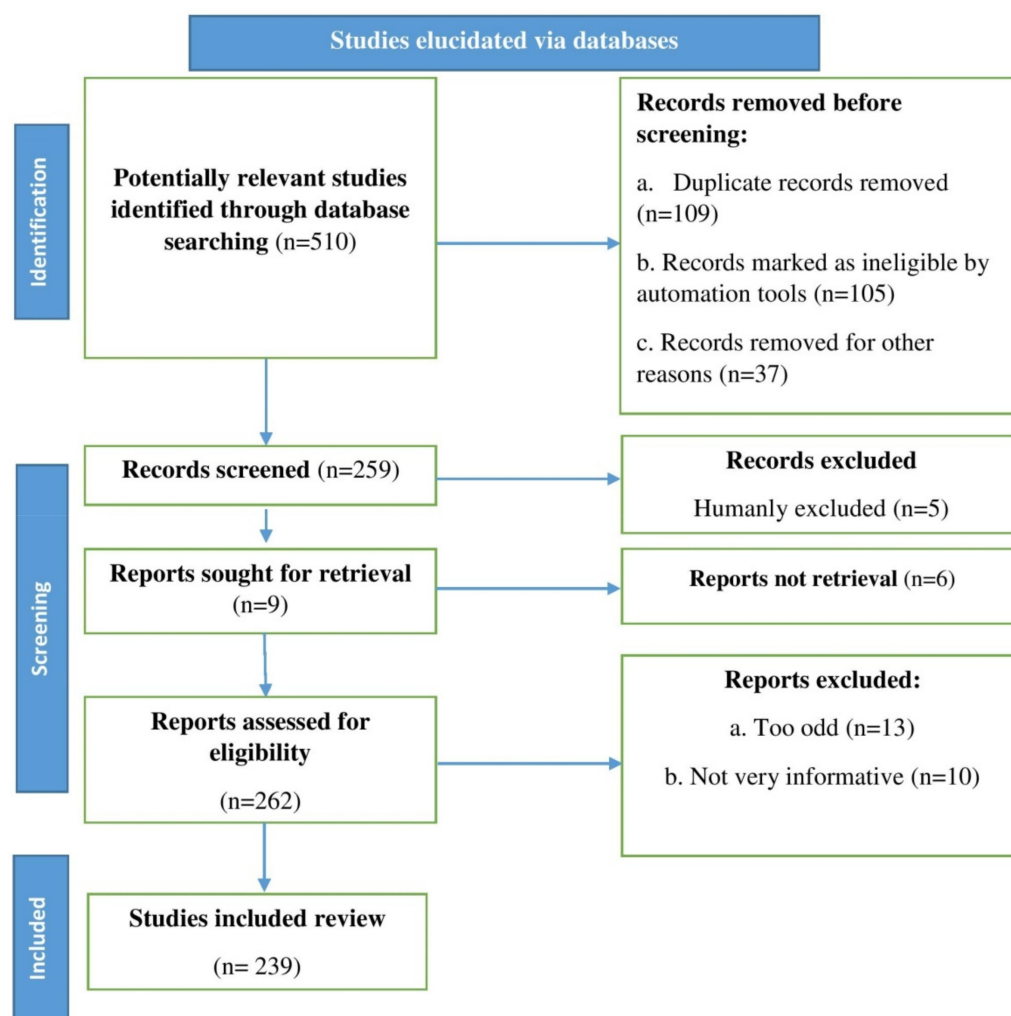 Studies elucidated via databases
Identification
Potentially relevant studies
identified through database
searching (n=510)
Records removed before
screening:
a. Duplicate records removed
(n=109)
b. Records marked as ineligible by
automation tools (n=105)
c. Records removed for other
reasons (n=37)
Screening
Records screened (n=259)
Records excluded
Humanly excluded (n=5)
Reports sought for retrieval
(n=9)
Reports not retrieval (n=6)
Reports assessed for
eligibility
(n=262)
Reports excluded:
a. Too odd (n=13)
b. Not very informative (n=10)
Included
Studies included review
(n= 239)